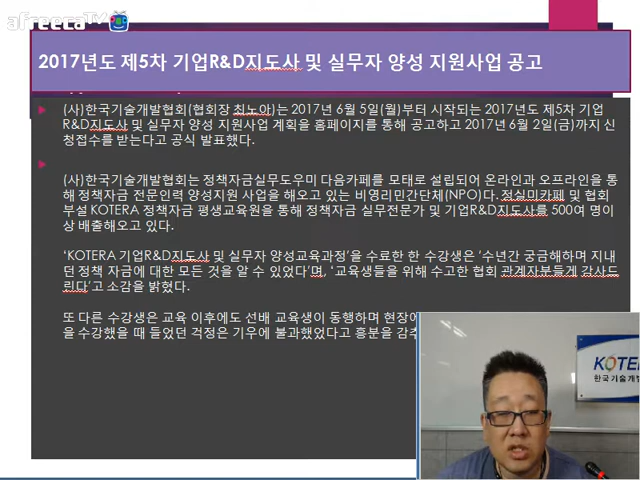 afreecaTV
2017년도 제5차 기업R&D지도사 및 실무자 양성 지원사업 공고
(사)한국기술개발협회(협회장 최노아)는 2017년 6월 5일(월)부터 시작되는 2017년도 제5차 기업
R&D지도사 및 실무자 양성 지원사업 계획을 홈페이지를 통해 공고하고 2017년 6월 2일(금)까지 신
청접수를 받는다고 공식 발표했다.
(사)한국기술개발협회는 정책자금실무도우미 다음카페를 모태로 설립되어 온라인과 오프라인을 통
해 정책자금 전문인력 양성지원 사업을 해오고 있는 비영리민간단체(NPO)다. 정실미카페 및 협회
부설 KOTERA 정책자금 평생교육원을 통해 정책자금 실무전문가 및 기업R&D지도사를 500여 명이
상 배출해오고 있다.
‘KOTERA 기업R&D지도사 및 실무자 양성교육과정’을 수료한 한 수강생은 ‘수년간 궁금해하며 지내
던 정책 자금에 대한 모든 것을 알 수 있었다’며, ‘교육생들을 위해 수고한 협회 관계자분들게 감사드
린다’고 소감을 밝혔다.
또 다른 수강생은 교육 이후에도 선배 교육생이 동행하며 현장에
을 수강했을 때 들었던 걱정은 기우에 불과했었다고 흥분을 감추
KOTER
한국기술개발